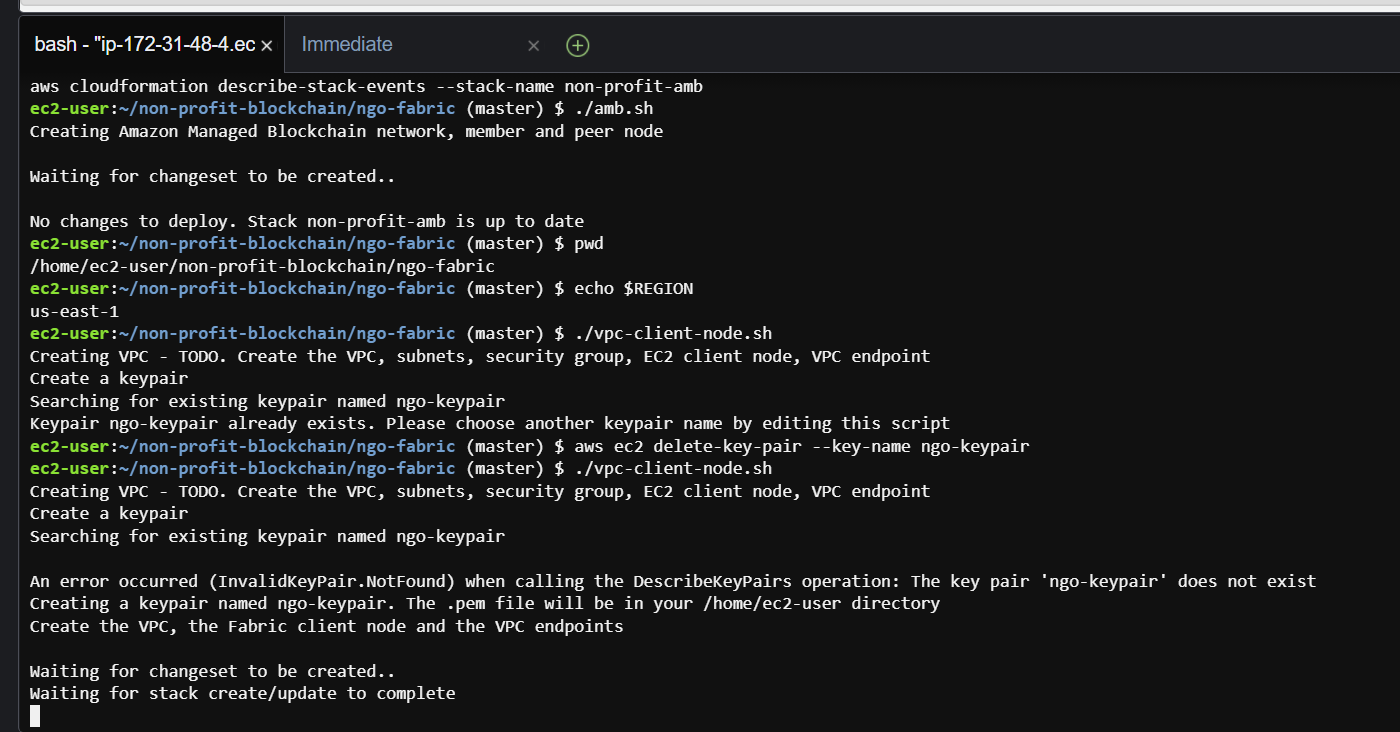 bash - "ip-172-31-48-4.ec × Immediate ×
aws cloudformation describe-stack-events --stack-name non-profit-amb
ec2-user:~/non-profit-blockchain/ngo-fabric (master) $ ./amb.sh
Creating Amazon Managed Blockchain network, member and peer node
Waiting for changeset to be created..
No changes to deploy. Stack non-profit-amb is up to date
ec2-user:~/non-profit-blockchain/ngo-fabric (master) $ pwd
/home/ec2-user/non-profit-blockchain/ngo-fabric
ec2-user:~/non-profit-blockchain/ngo-fabric (master) $ echo $REGION
us-east-1
ec2-user:~/non-profit-blockchain/ngo-fabric (master) $ ./vpc-client-node.sh
Creating VPC - TODO. Create the VPC, subnets, security group, EC2 client node, VPC endpoint
Create a keypair
Searching for existing keypair named ngo-keypair
Keypair ngo-keypair already exists. Please choose another keypair name by editing this script
ec2-user:~/non-profit-blockchain/ngo-fabric (master) $ aws ec2 delete-key-pair --key-name ngo-keypair
ec2-user:~/non-profit-blockchain/ngo-fabric (master) $ ./vpc-client-node.sh
Creating VPC - TODO. Create the VPC, subnets, security group, EC2 client node, VPC endpoint
Create a keypair
Searching for existing keypair named ngo-keypair
An error occurred (InvalidKeyPair.NotFound) when calling the DescribeKeyPairs operation: The key pair 'ngo-keypair' does not exist
Creating a keypair named ngo-keypair. The .pem file will be in your /home/ec2-user directory
Create the VPC, the Fabric client node and the VPC endpoints
Waiting for changeset to be created..
Waiting for stack create/update to complete